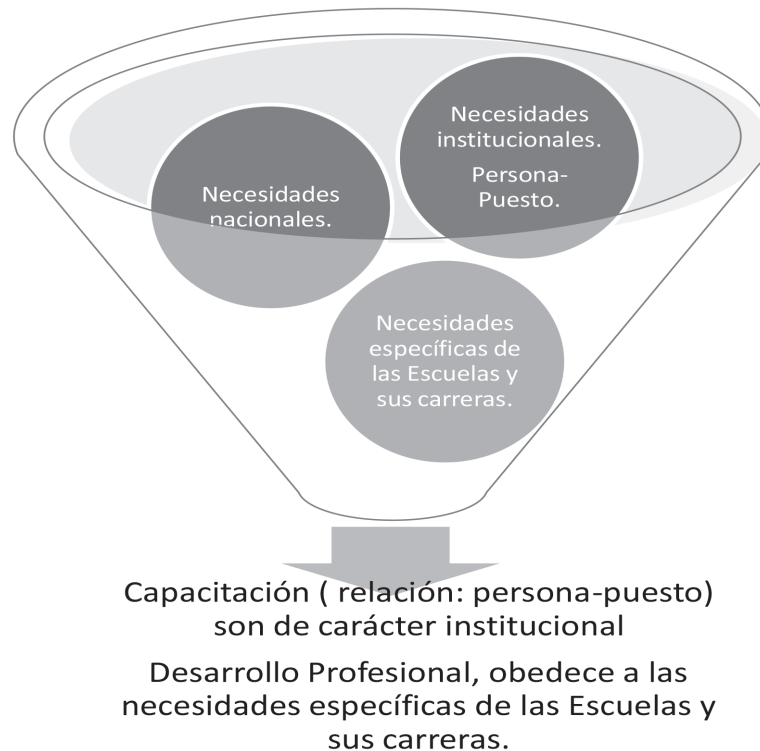 Necesidades
institucionales.
Persona-
Puesto.
Necesidades
nacionales.
Necesidades
específicas de
las Escuelas y
sus carreras.
Capacitación ( relación: persona-puesto)
son de carácter institucional
Desarrollo Profesional, obedece a las
necesidades específicas de las Escuelas y
sus carreras.